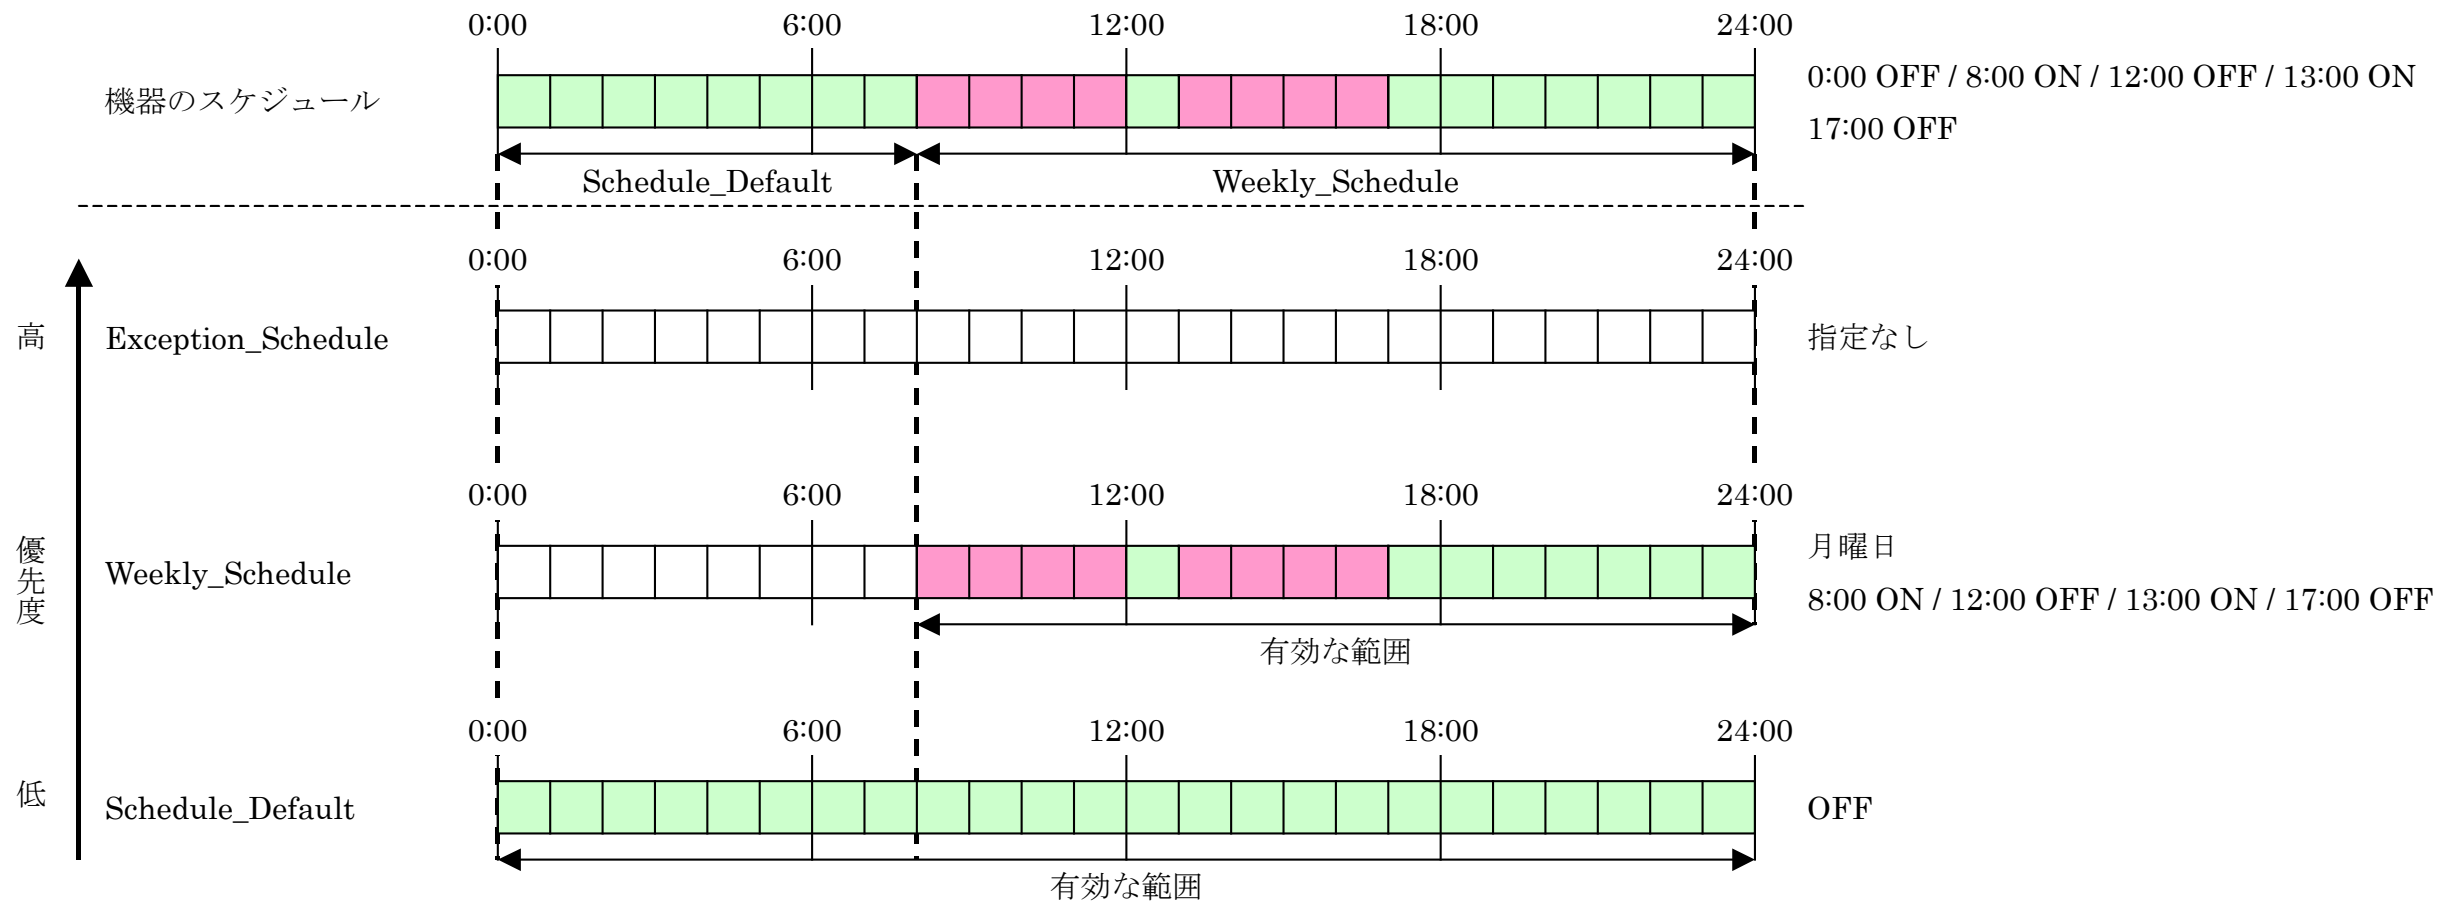 0:00 6:00 12:00 18:00 24:00
機器のスケジュール
0:00 OFF / 8:00 ON / 12:00 OFF / 13:00 ON
17:00 OFF
Schedule_Default
Weekly_Schedule
0:00 6:00 12:00 18:00 24:00
高
Exception_Schedule
指定なし
0:00 6:00 12:00 18:00 24:00
優先度
Weekly_Schedule
月曜日
8:00 ON / 12:00 OFF / 13:00 ON / 17:00 OFF
有効な範囲
0:00 6:00 12:00 18:00 24:00
低
Schedule_Default
OFF
有効な範囲